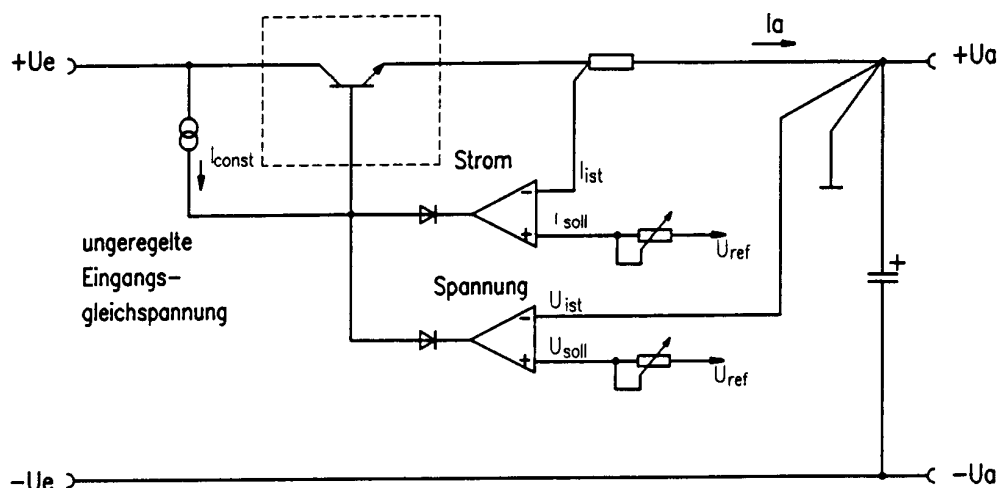 Ia
+Ue
+Ua
Iconst
Strom
Iist
-
Isoll
+
Uref
ungeregelte
Eingangs-
gleichspannung
Spannung
Uist
-
Usoll
+
Uref
+
-Ue
-Ua